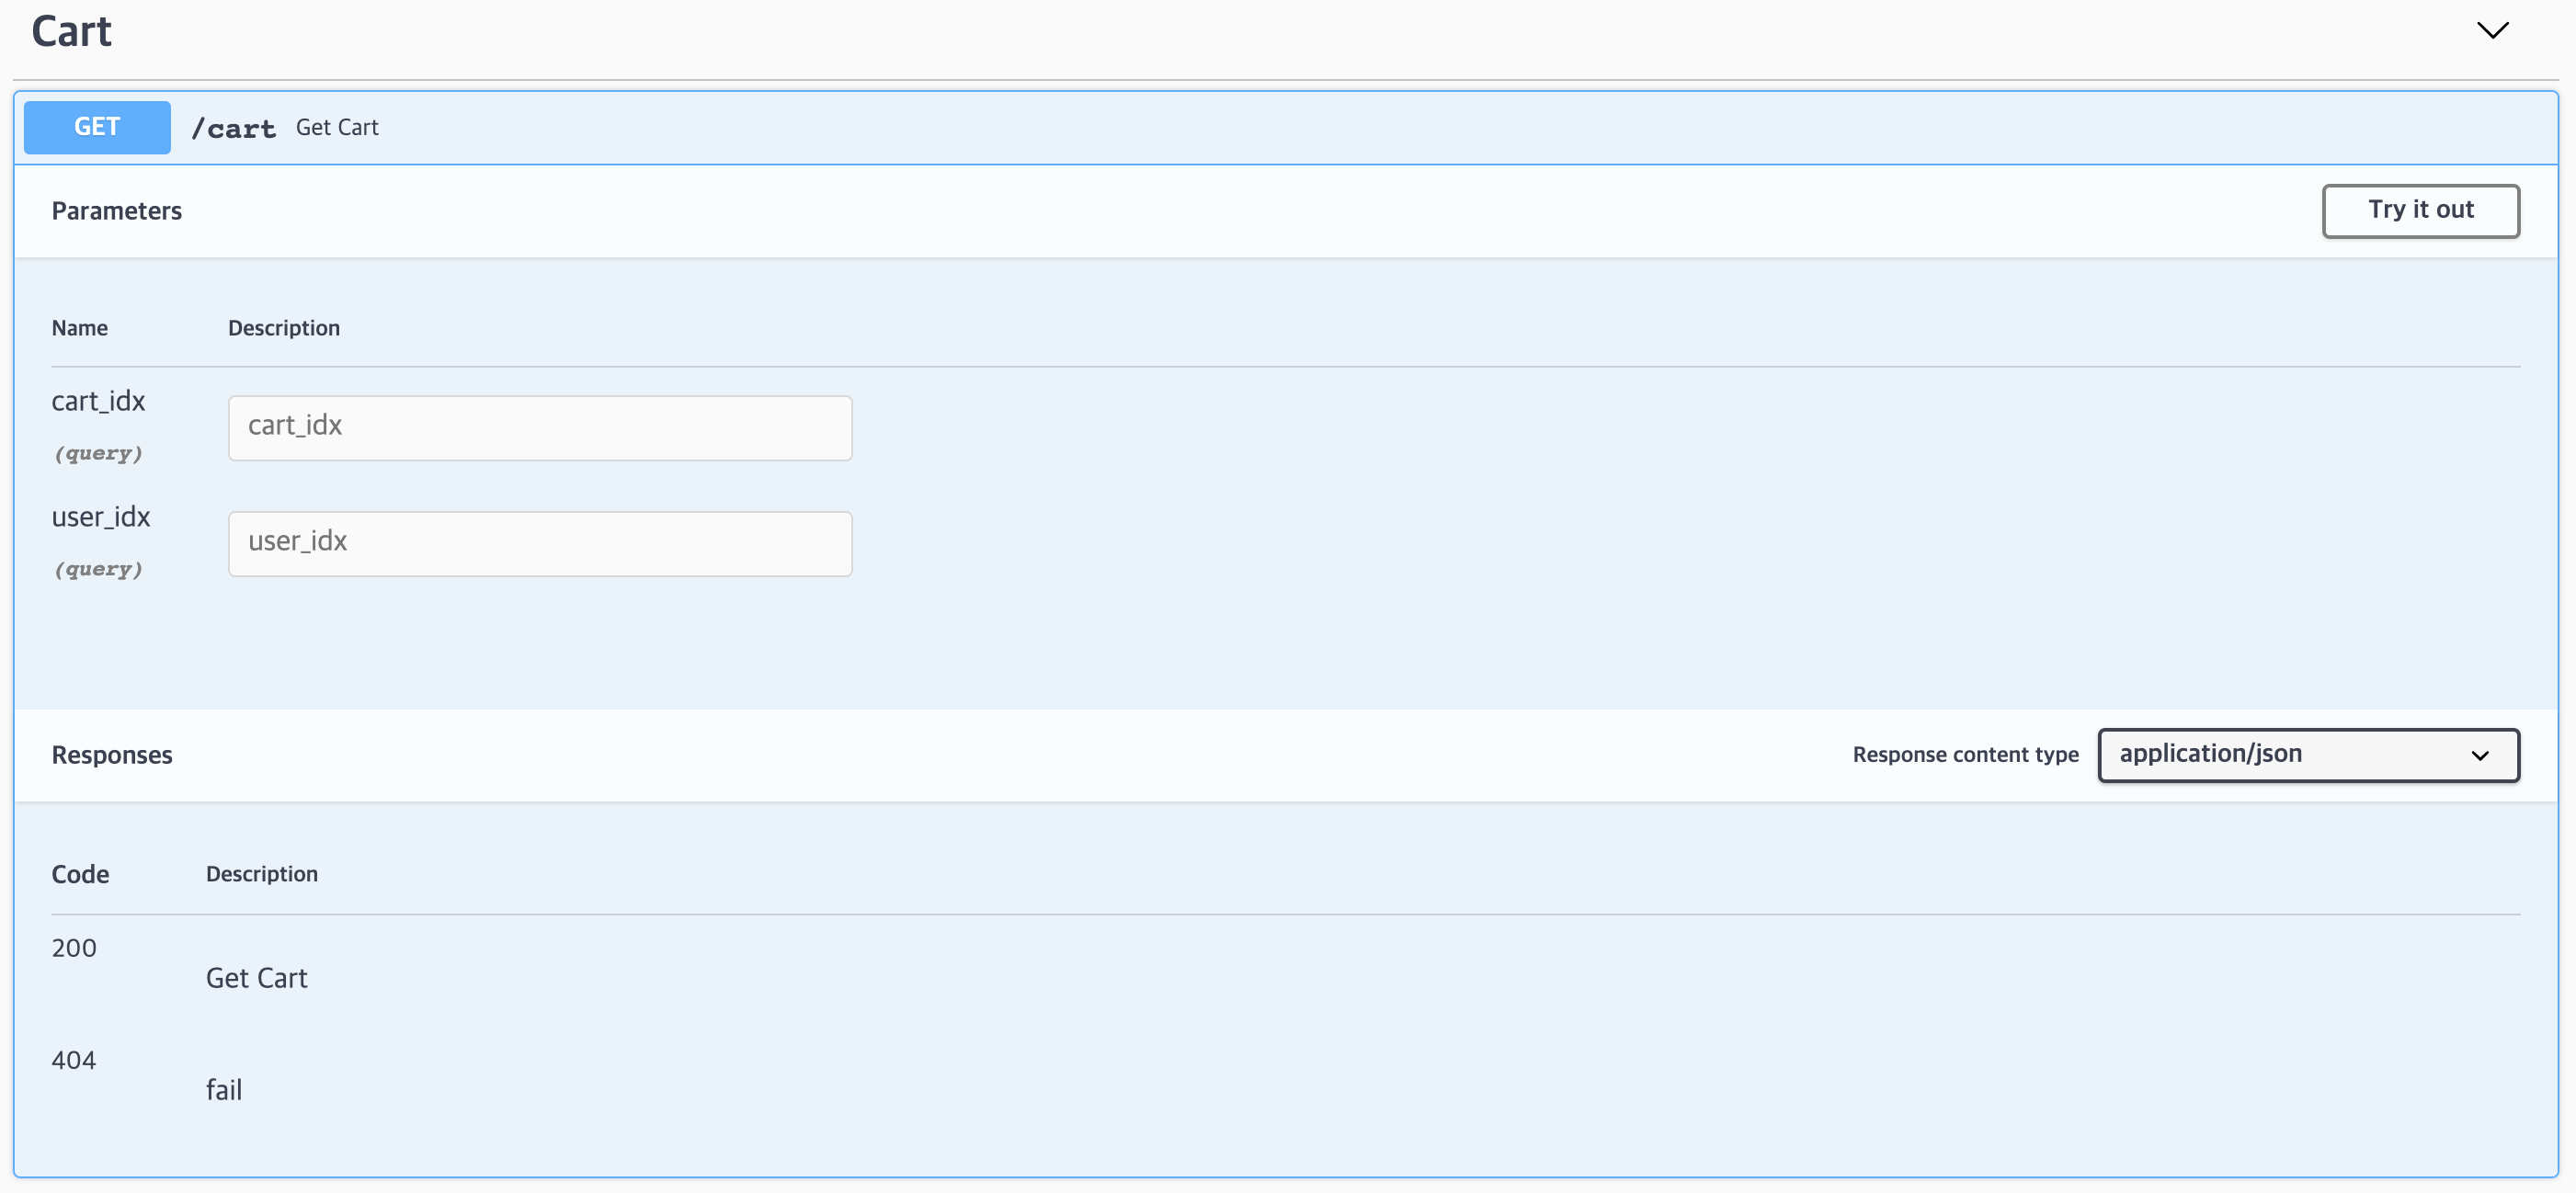 Cart
GET /cart Get Cart
Parameters Try it out
Name Description
cart_idx cart_idx
(query)
user_idx user_idx
(query)
Responses Response content type application/json
Code Description
200
Get Cart
404
fail